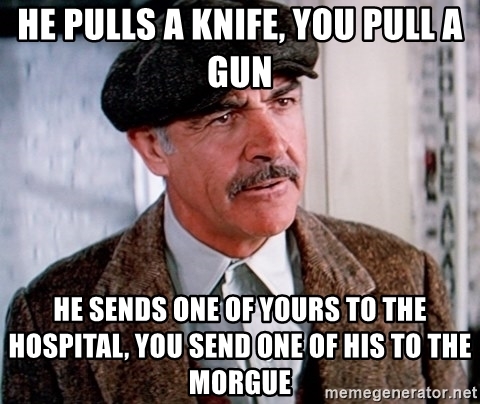 HE PULLS A KNIFE, YOU PULL A
GUN
HE SENDS ONE OF YOURS TO THE
HOSPITAL, YOU SEND ONE OF HIS TO THE
MORGUE
memegenerator.net